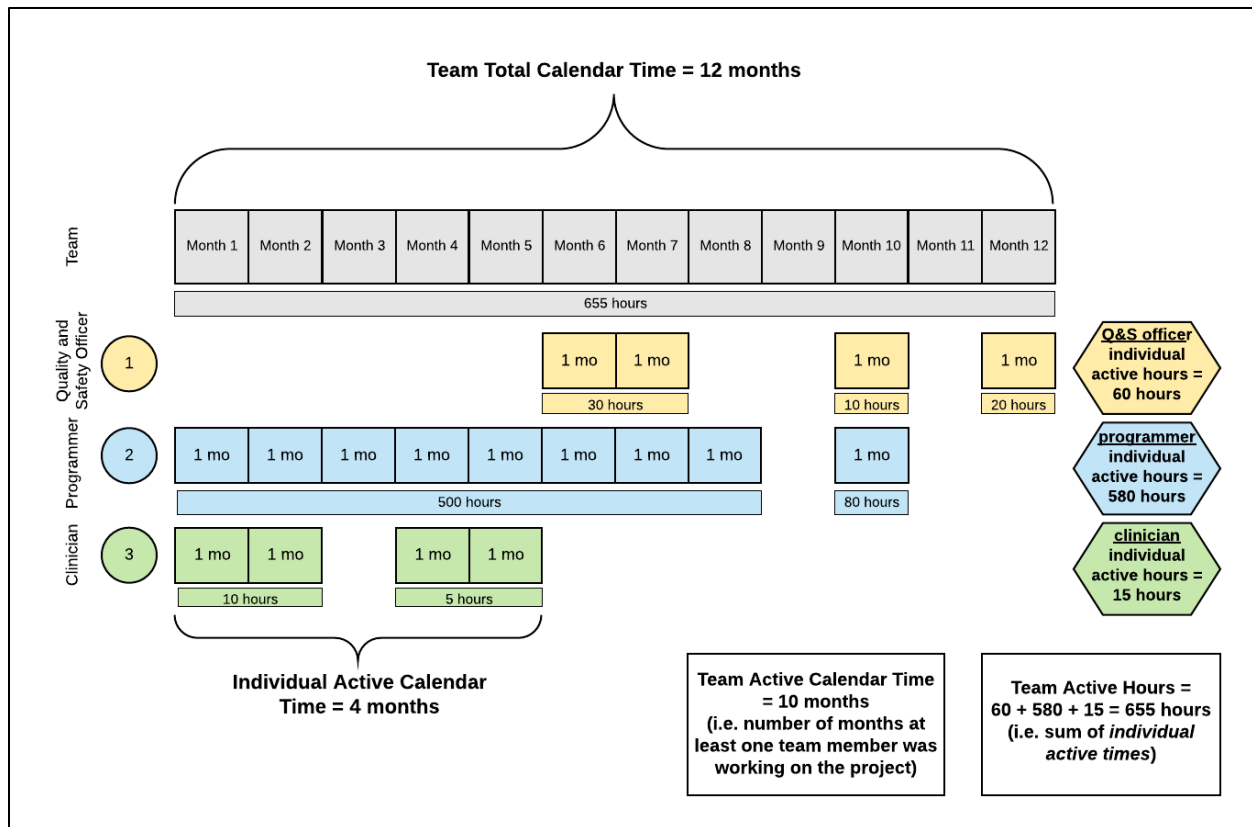 Team Total Calendar Time = 12 months
Team
Month 1
Month 2
Month 3
Month 4
Month 5
Month 6
Month 7
Month 8
Month 9
Month 10
Month 11
Month 12
655 hours
Quality and
Safety Officer
1
1 mo
1 mo
1 mo
1 mo
30 hours
10 hours
20 hours
Q&S officer
individual
active hours =
60 hours
Programmer
2
1 mo
1 mo
1 mo
1 mo
1 mo
1 mo
1 mo
1 mo
1 mo
500 hours
80 hours
programmer
individual
active hours =
580 hours
Clinician
3
1 mo
1 mo
1 mo
1 mo
10 hours
5 hours
clinician
individual
active hours =
15 hours
Individual Active Calendar
Time = 4 months
Team Active Calendar Time
= 10 months
(i.e. number of months at
least one team member was
working on the project)
Team Active Hours =
60 + 580 + 15 = 655 hours
(i.e. sum of individual
active times)